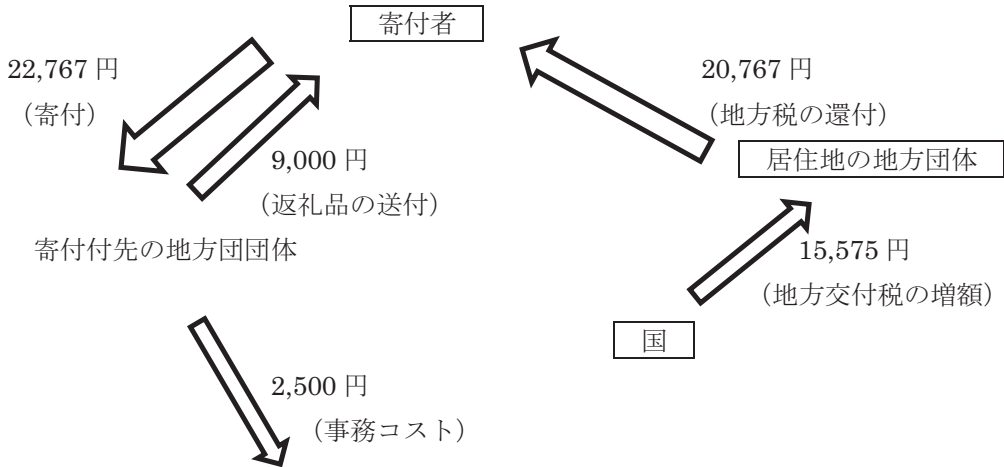 寄付者
22,767 円
（寄付）
20,767 円
（地方税の還付）
9,000 円
（返礼品の送付）
居住地の地方団体
寄付付先の地方団団体
15,575 円
（地方交付税の増額）
国
2,500 円
（事務コスト）